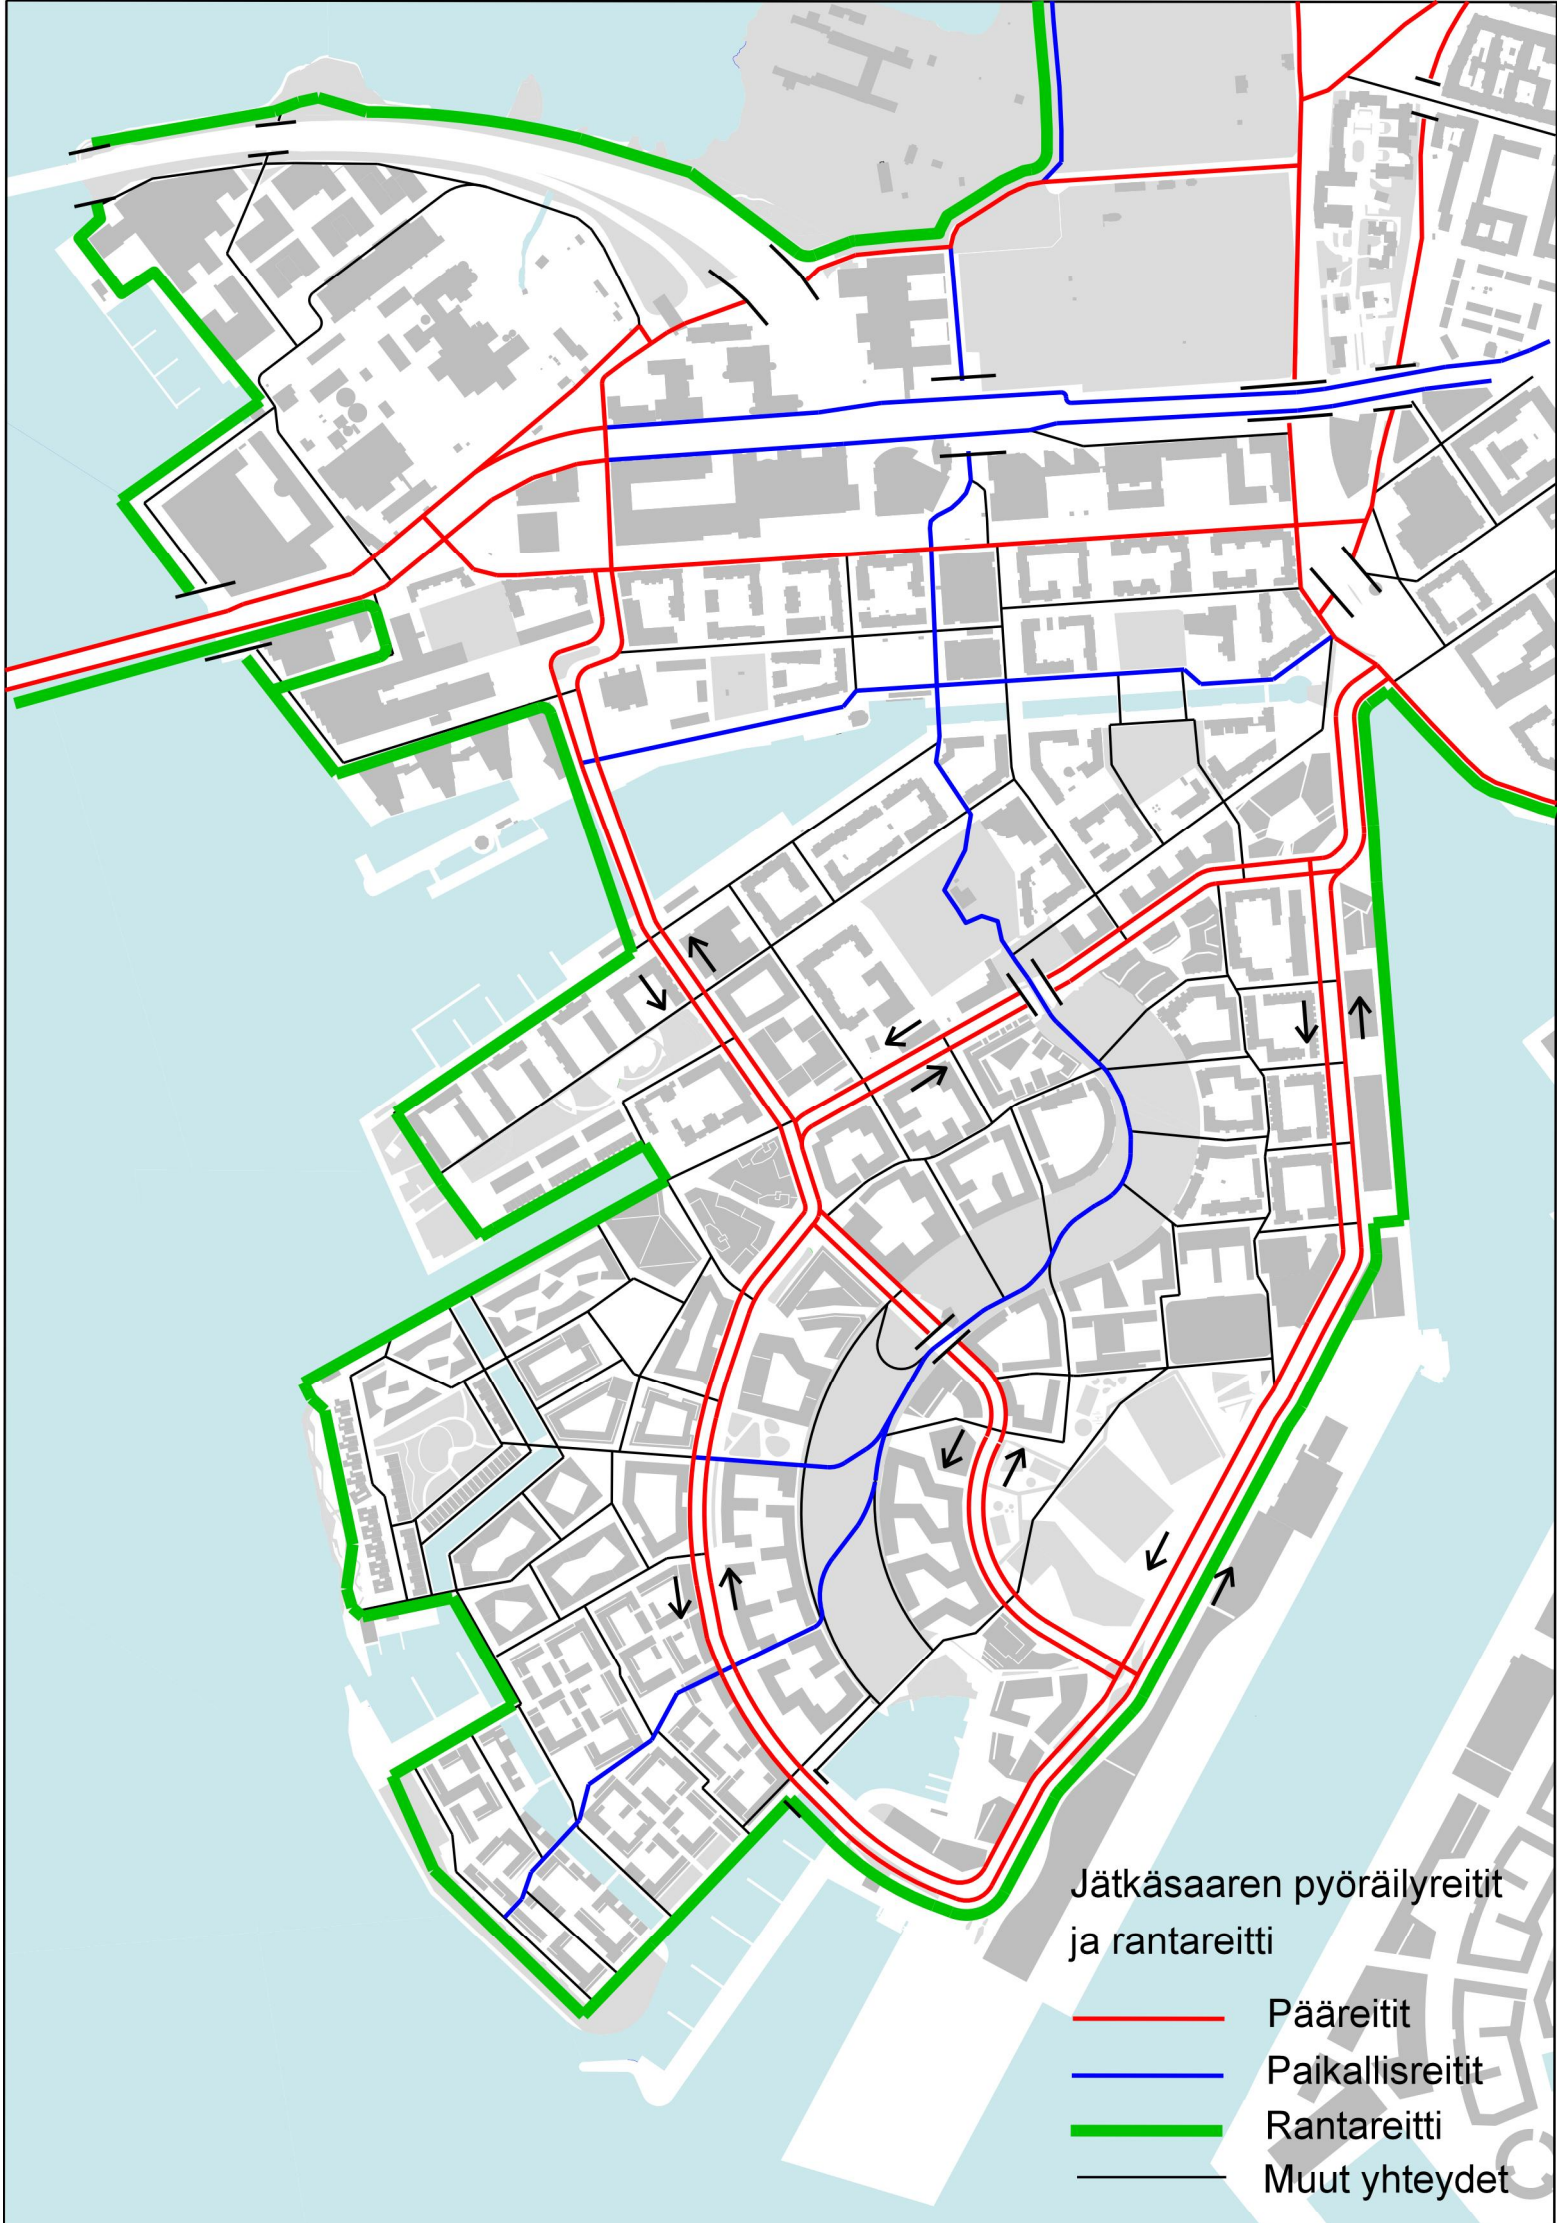 Jätkäsaaren pyöräilyreitit
ja rantareitti
Pääreitit
Paikallisreitit
Rantareitti
Muut yhteydet